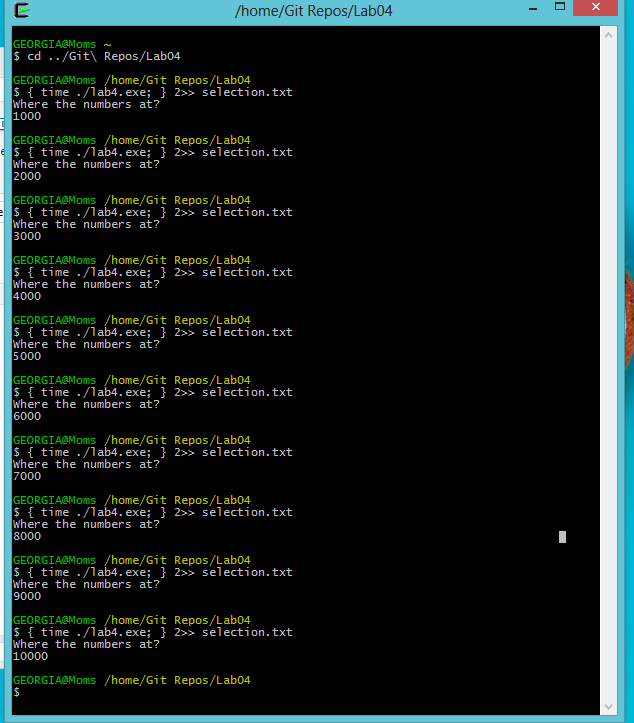 /home/Git Repos/Lab04
GEORGIA@Moms ~
$ cd ../Git\ Repos/Lab04
GEORGIA@Moms /home/Git Repos/Lab04
$ { time ./lab4.exe; } 2>> selection.txt
Where the numbers at?
1000
GEORGIA@Moms /home/Git Repos/Lab04
$ { time ./lab4.exe; } 2>> selection.txt
Where the numbers at?
2000
GEORGIA@Moms /home/Git Repos/Lab04
$ { time ./lab4.exe; } 2>> selection.txt
Where the numbers at?
3000
GEORGIA@Moms /home/Git Repos/Lab04
$ { time ./lab4.exe; } 2>> selection.txt
Where the numbers at?
4000
GEORGIA@Moms /home/Git Repos/Lab04
$ { time ./lab4.exe; } 2>> selection.txt
Where the numbers at?
5000
GEORGIA@Moms /home/Git Repos/Lab04
$ { time ./lab4.exe; } 2>> selection.txt
Where the numbers at?
6000
GEORGIA@Moms /home/Git Repos/Lab04
$ { time ./lab4.exe; } 2>> selection.txt
Where the numbers at?
7000
GEORGIA@Moms /home/Git Repos/Lab04
$ { time ./lab4.exe; } 2>> selection.txt
Where the numbers at?
8000
GEORGIA@Moms /home/Git Repos/Lab04
$ { time ./lab4.exe; } 2>> selection.txt
Where the numbers at?
9000
GEORGIA@Moms /home/Git Repos/Lab04
$ { time ./lab4.exe; } 2>> selection.txt
Where the numbers at?
10000
GEORGIA@Moms /home/Git Repos/Lab04
$